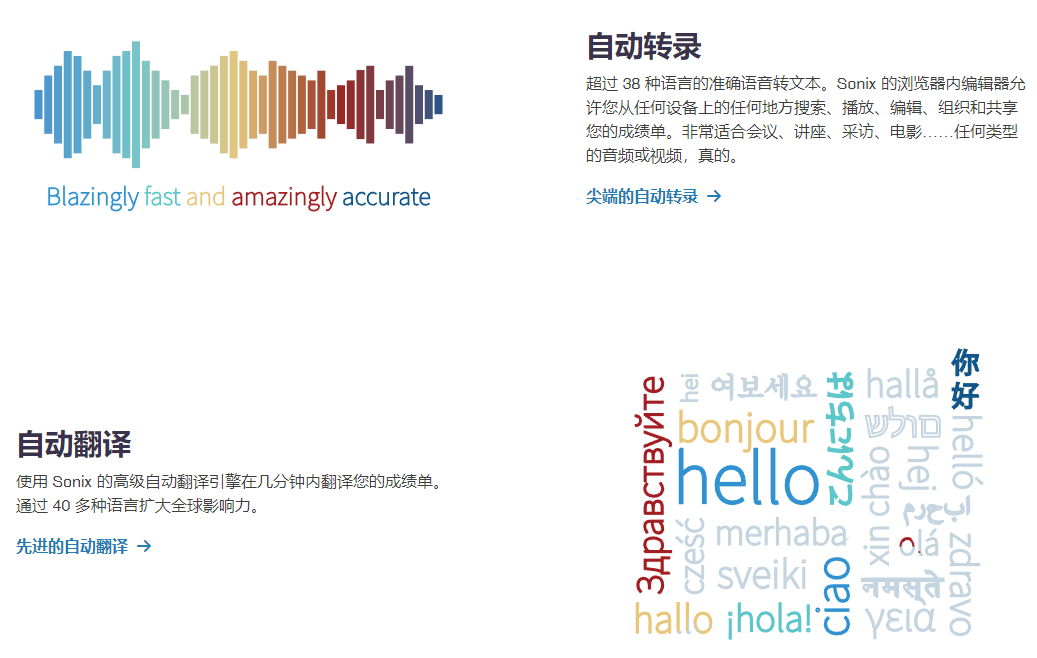 Blazingly fast and amazingly accurate
自动转录
超过 38 种语言的准确语音转文本。Sonix 的浏览器内编辑器允
许您从任何设备上的任何地方搜索、播放、编辑、组织和共享
您的成绩单。非常适合会议、讲座、采访、电影……任何类型
的音频或视频，真的。
尖端的自动转录 →
自动翻译
使用 Sonix 的高级自动翻译引擎在几分钟内翻译您的成绩单。
通过 40 多种语言扩大全球影响力。
先进的自动翻译 →
Здравствуйте
hei
여보세요
こんにちは
hallå
你好
bonjour
שלום
helló
hello
xin chào
hej
cześć
merhaba
olá
zdravo
sveiki
ciao
नमस्ते
hallo
¡hola!
γεια